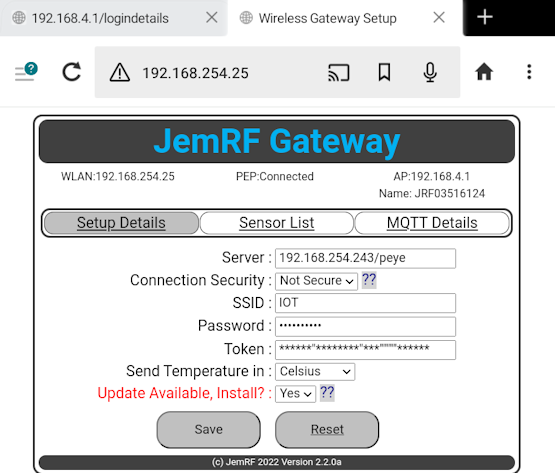 192.168.4.1/logindetails
Wireless Gateway Setup
192.168.254.25
JemRF Gateway
WLAN:192.168.254.25 PEP:Connected AP:192.168.4.1
Name: JRF03516124
Setup Details Sensor List MQTT Details
Server : 192.168.254.243/peye
Connection Security : Not Secure ??
SSID : IOT
Password : ••••••••••
Token : ******"********"***"""""******
Send Temperature in : Celsius
Update Available, Install? : Yes ??
Save Reset
(c) JemRF 2022 Version 2.2.0a